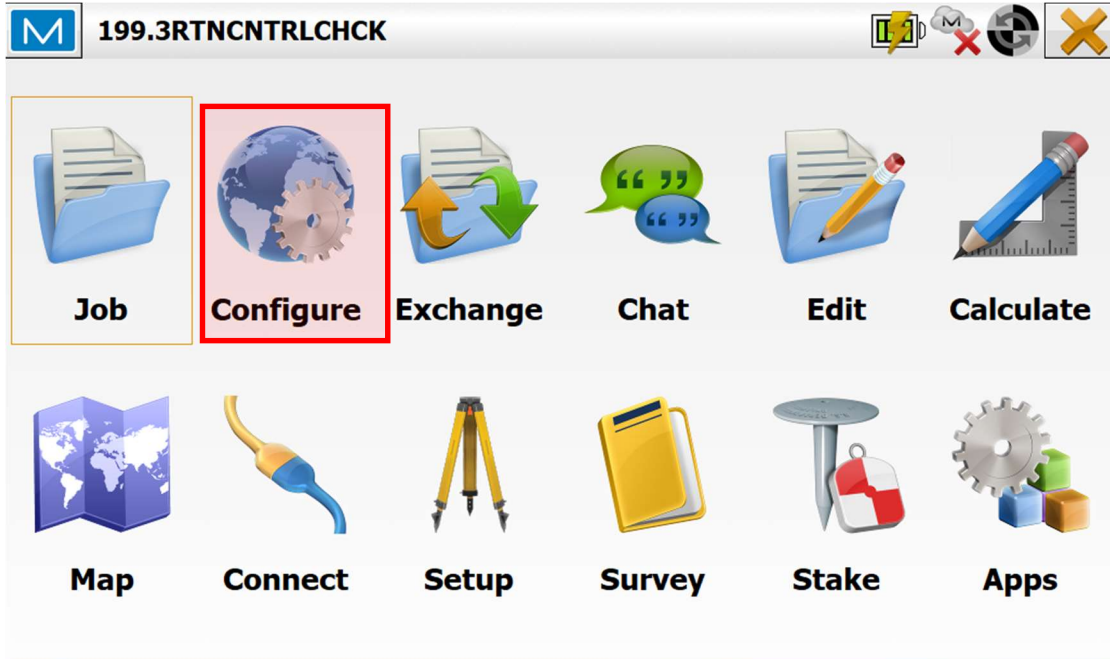 199.3RTNCNTRLCHCK
Job Configure Exchange Chat Edit Calculate
Map Connect Setup Survey Stake Apps